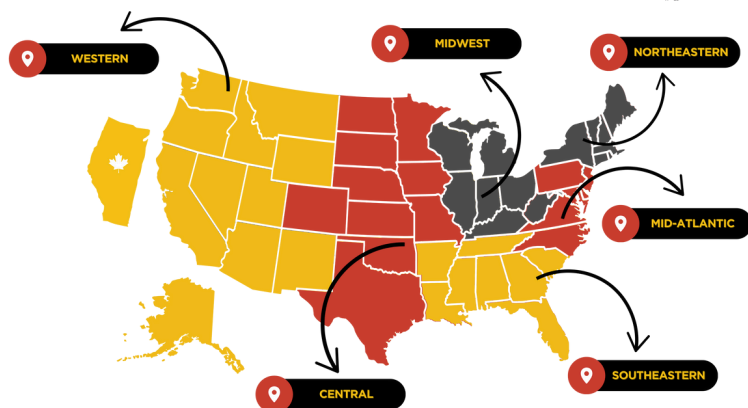 MIDWEST
NORTHEASTERN
WESTERN
MID-ATLANTIC
SOUTHEASTERN
CENTRAL